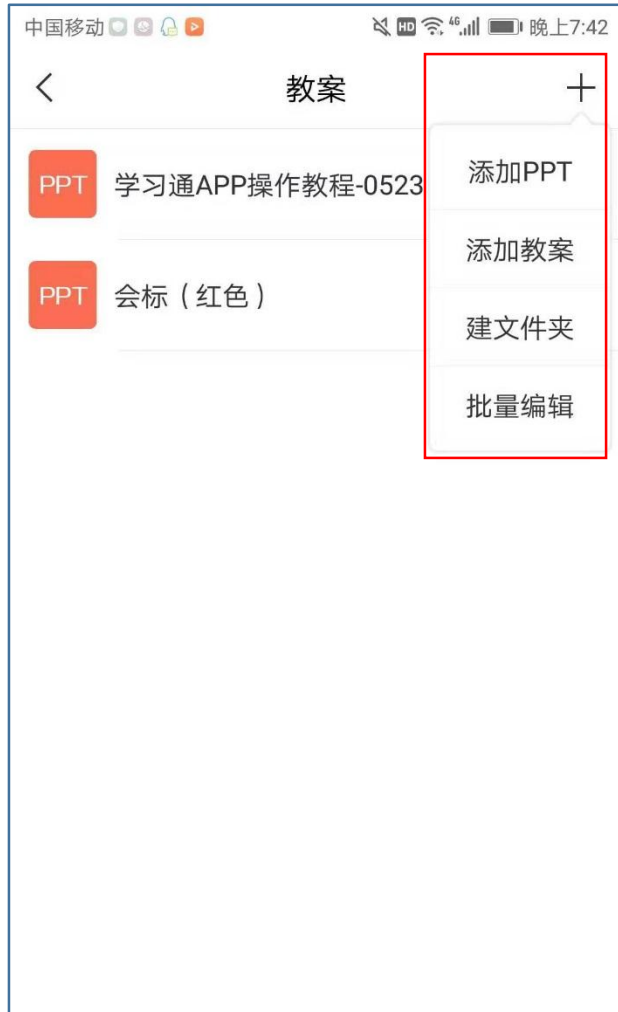 中国移动 HD 46 晚上7:42
教案
PPT 学习通APP操作教程-0523
PPT 会标（红色）
添加PPT
添加教案
建文件夹
批量编辑